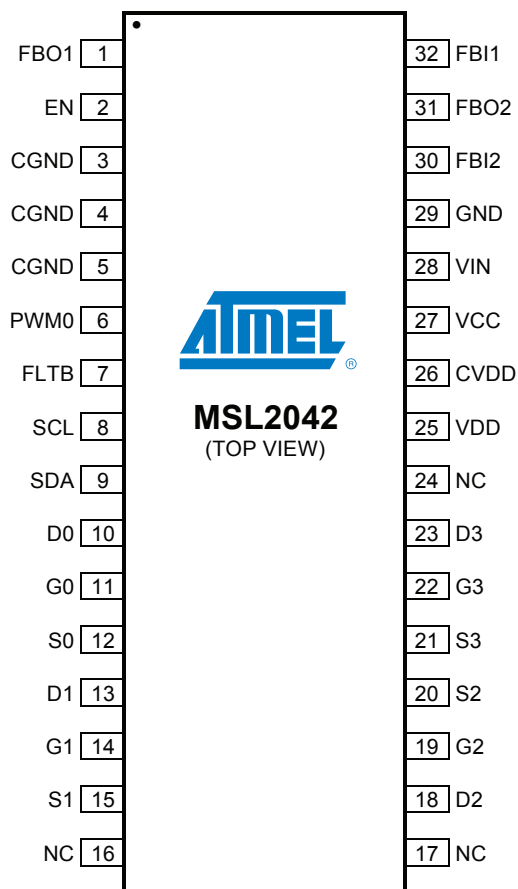 FBO1 1 32 FBI1
EN 2 31 FBO2
CGND 3 30 FBI2
CGND 4 29 GND
CGND 5 28 VIN
PWM0 6 27 VCC
FLTB 7 26 CVDD
SCL 8 25 VDD
SDA 9 24 NC
D0 10 23 D3
G0 11 22 G3
S0 12 21 S3
D1 13 20 S2
G1 14 19 G2
S1 15 18 D2
NC 16 17 NC
ATMEL ®
MSL2042
(TOP VIEW)